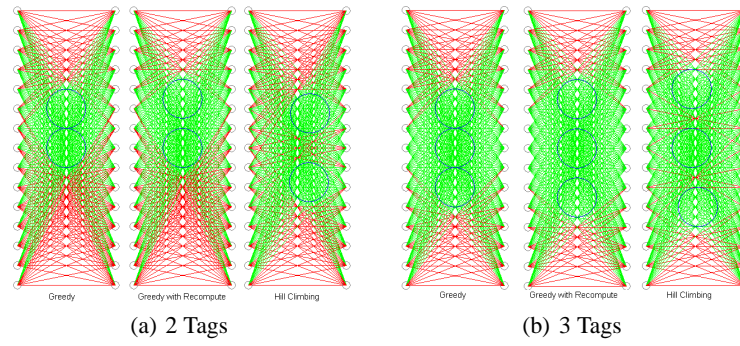 Greedy Greedy with Recompute Hill Climbing Greedy Greedy with Recompute Hill Climbing
(a) 2 Tags (b) 3 Tags